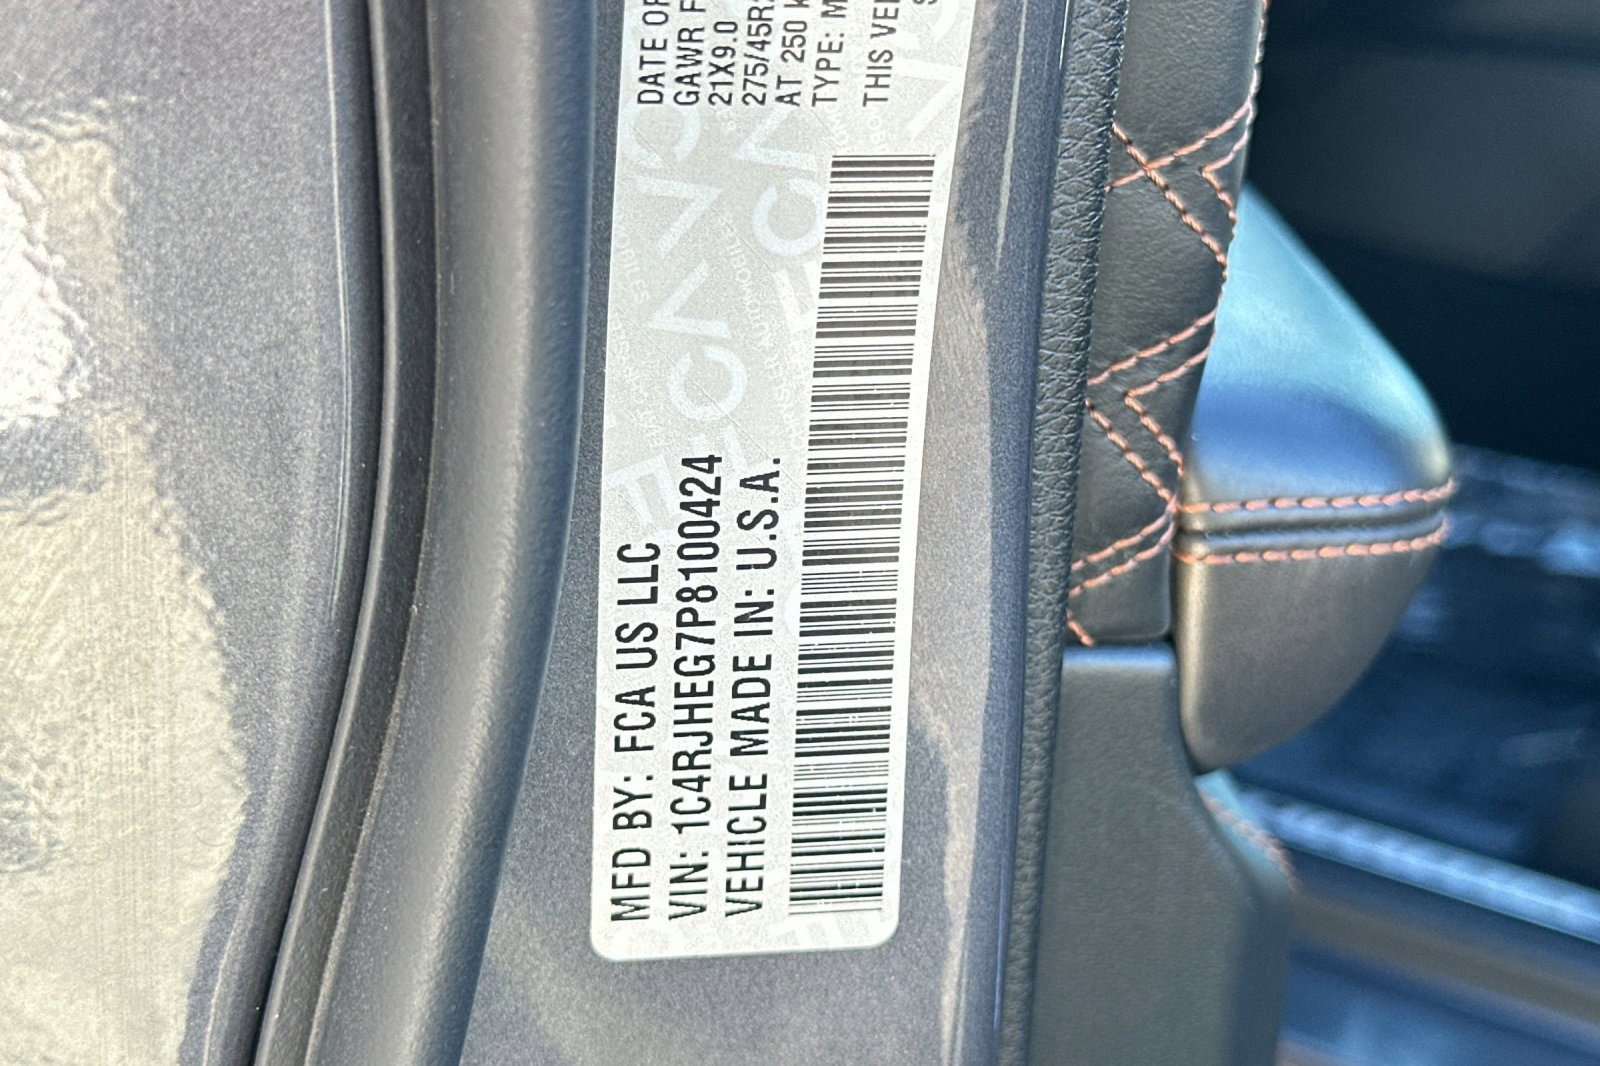 MFD BY: FCA US LLC
VIN: 1C4RJHEG7P8100424
VEHICLE MADE IN: U.S.A.
DATE OF
GAWR F
21X9.0
275/45R
AT 250 k
TYPE: M
THIS VE